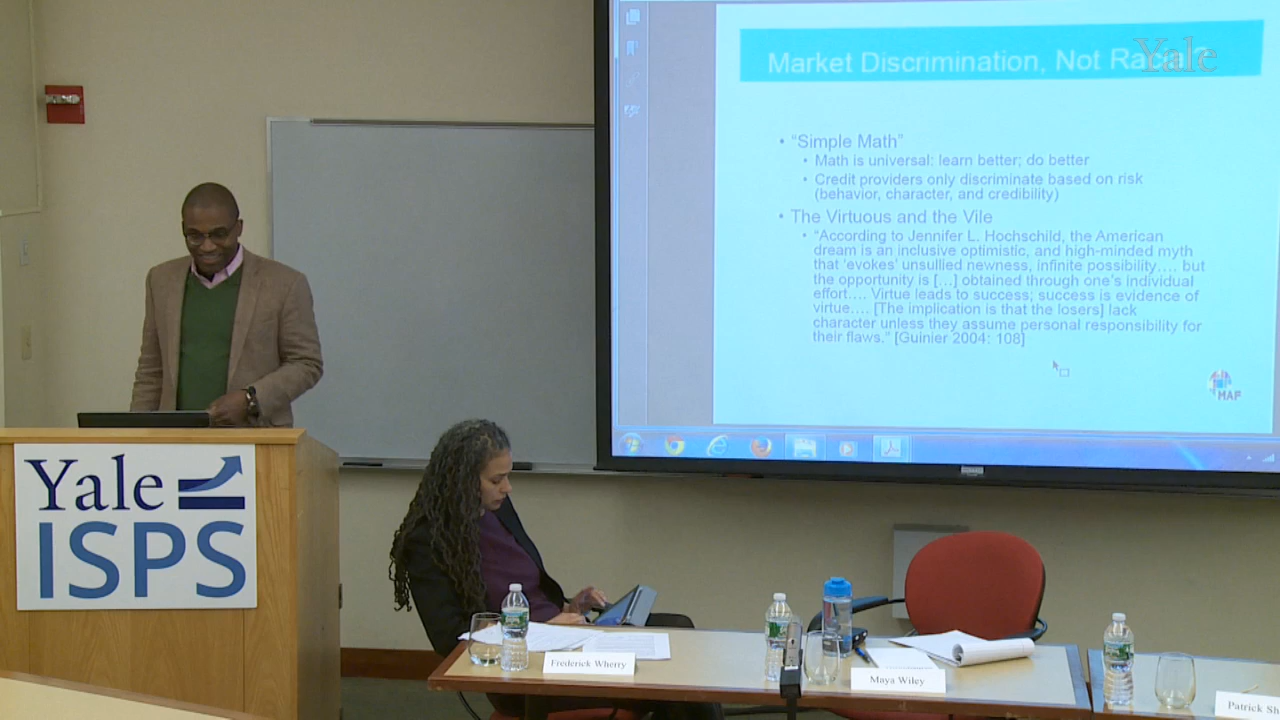 Market Discrimination, Not Racial?
Yale
• "Simple Math"
• Math is universal: learn better; do better
• Credit providers only discriminate based on risk
(behavior, character, and credibility)
• The Virtuous and the Vile
• "According to Jennifer L. Hochschild, the American
dream is an inclusive optimistic, and high-minded myth
that 'evokes' unsullied newness, infinite possibility…. but
the opportunity is […] obtained through one's individual
effort…. Virtue leads to success; success is evidence of
virtue…. [The implication is that the losers] lack
character unless they assume personal responsibility for
their flaws." [Guinier 2004: 108]
MAF
Yale
ISPS
Frederick Wherry
Maya Wiley
Patrick Sh